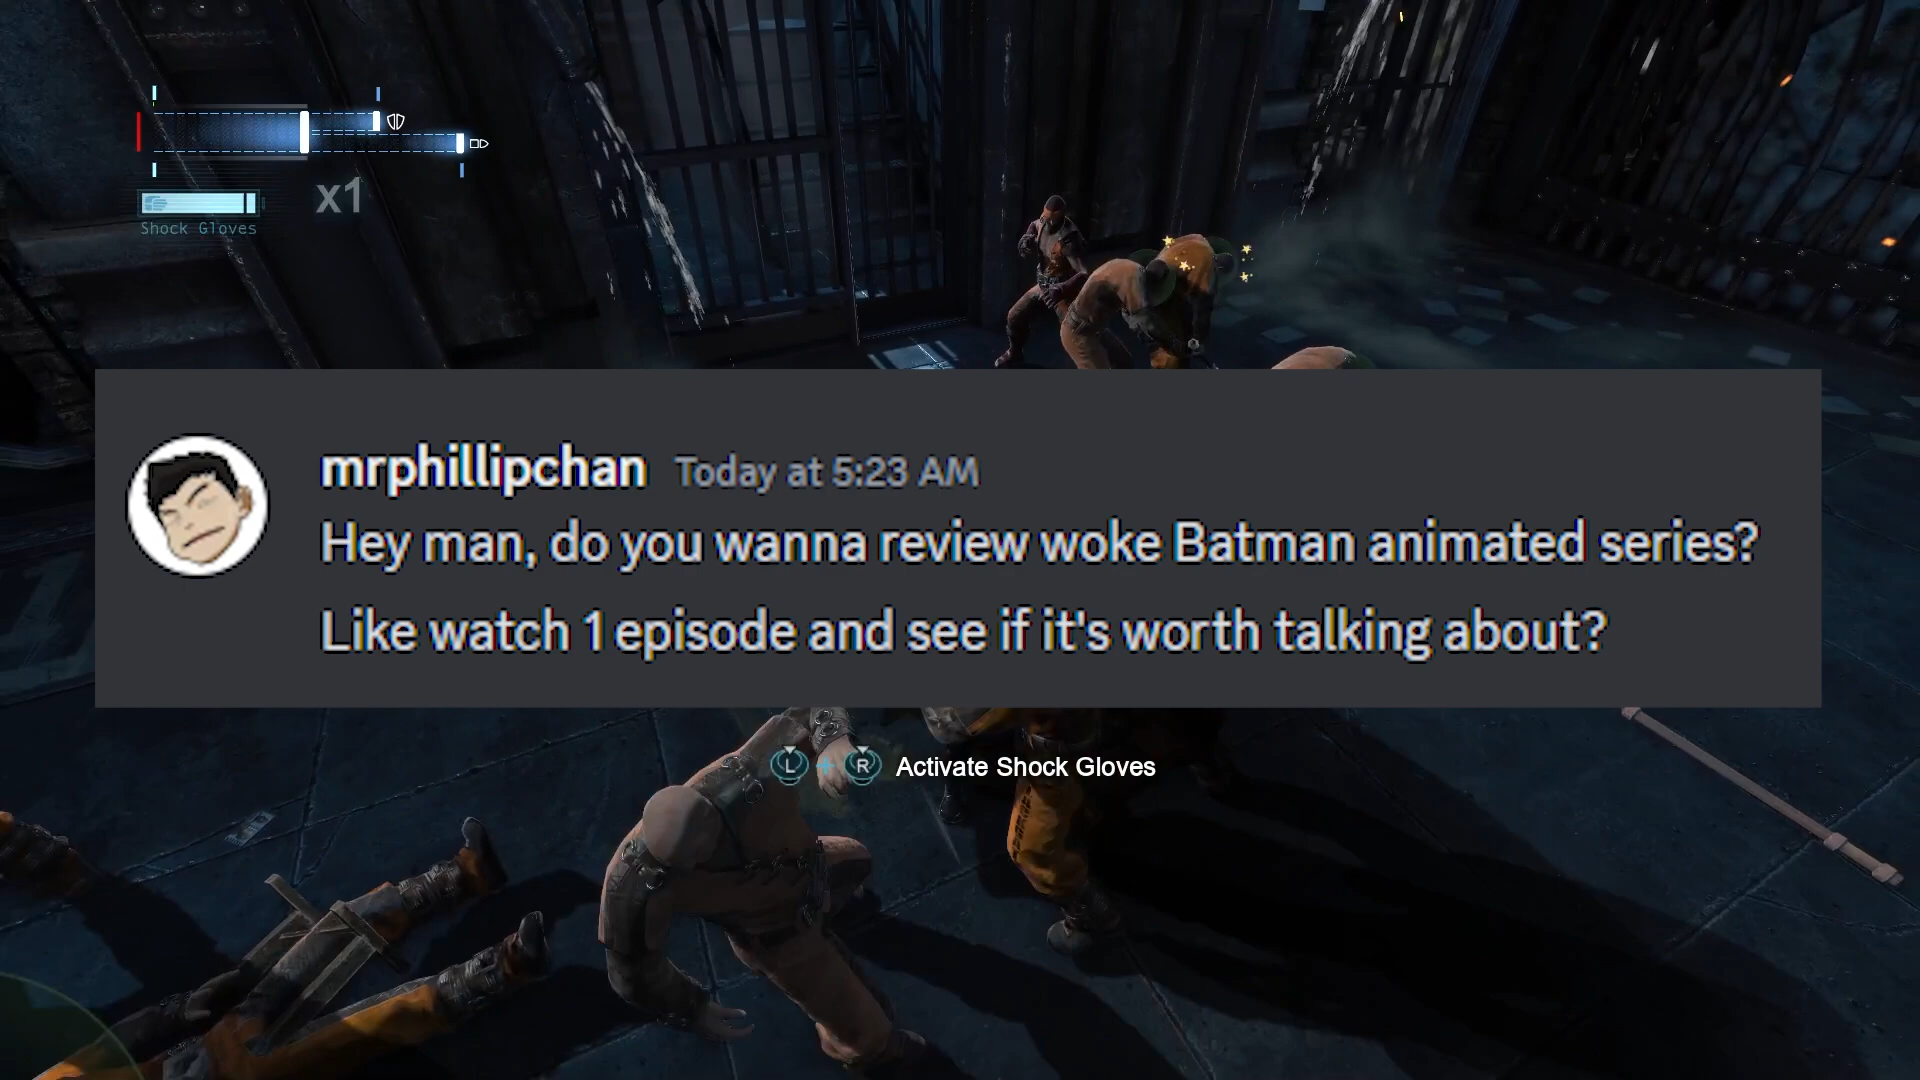 x1
Shock Gloves
mrphillipchan Today at 5:23 AM
Hey man, do you wanna review woke Batman animated series?
Like watch 1 episode and see if it's worth talking about?
L + R Activate Shock Gloves